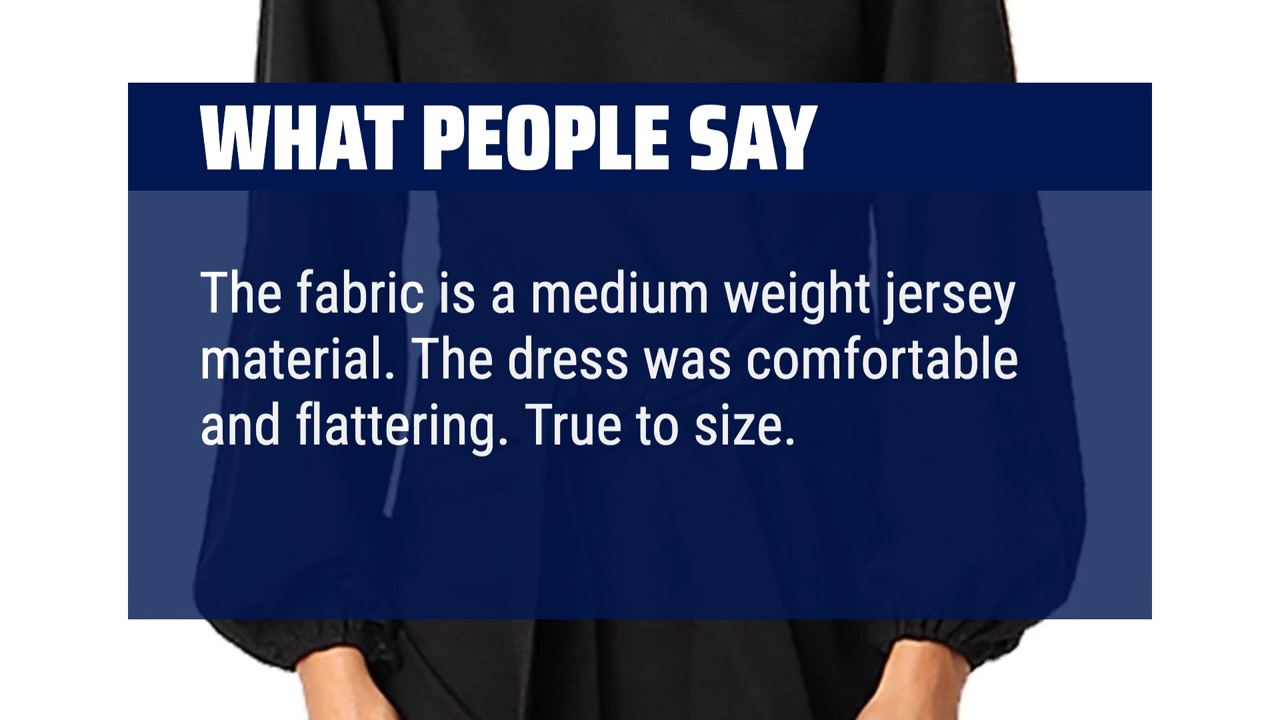 WHAT PEOPLE SAY
The fabric is a medium weight jersey
material. The dress was comfortable
and flattering. True to size.